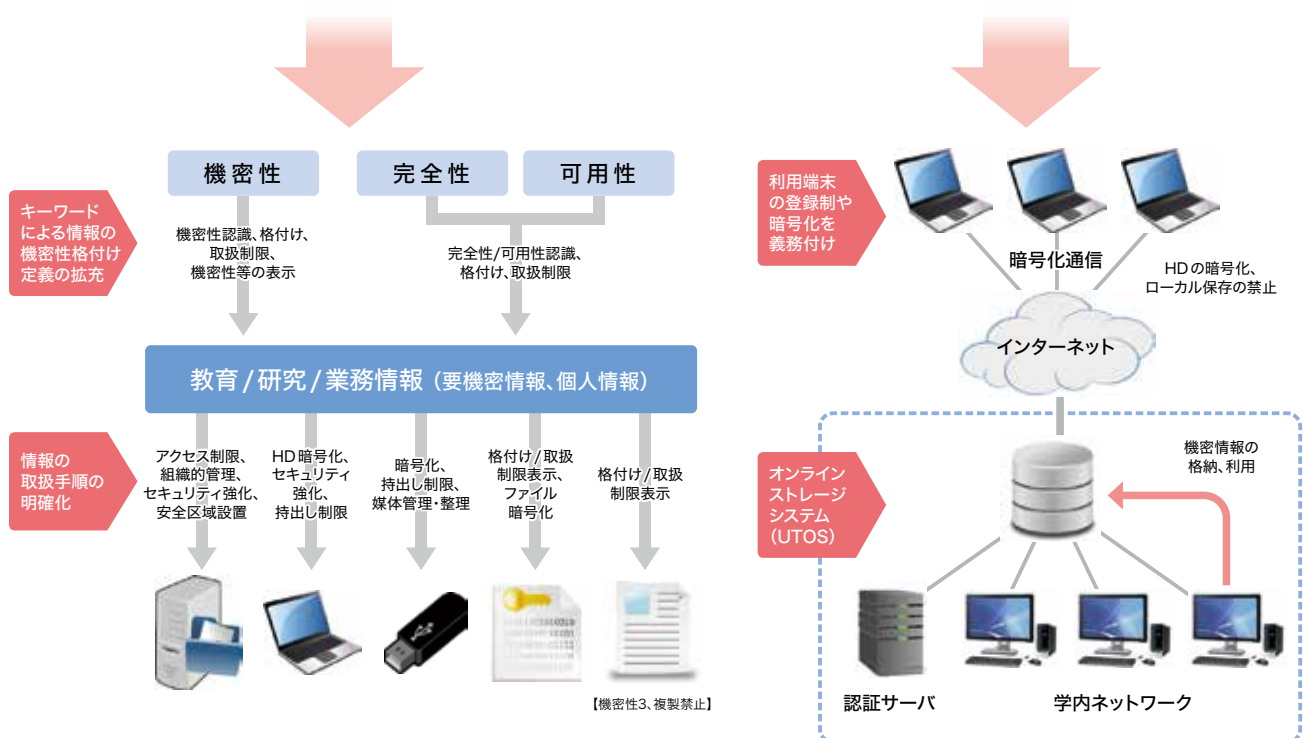 機密性
完全性
可用性
キーワード
による情報の
機密性格付け
定義の拡充
機密性認識、格付け、
取扱制限、
機密性等の表示
完全性/可用性認識、
格付け、取扱制限
教育/研究/業務情報（要機密情報、個人情報）
情報の
取扱手順の
明確化
アクセス制限、
組織的管理、
セキュリティ強化、
安全区域設置
HD暗号化、
セキュリティ
強化、
持出し制限
暗号化、
持出し制限、
媒体管理・整理
格付け/取扱
制限表示、
ファイル
暗号化
格付け/取扱
制限表示
【機密性3、複製禁止】
利用端末
の登録制や
暗号化を
義務付け
暗号化通信
HDの暗号化、
ローカル保存の禁止
インターネット
オンライン
ストレージ
システム
（UTOS）
機密情報の
格納、利用
認証サーバ
学内ネットワーク